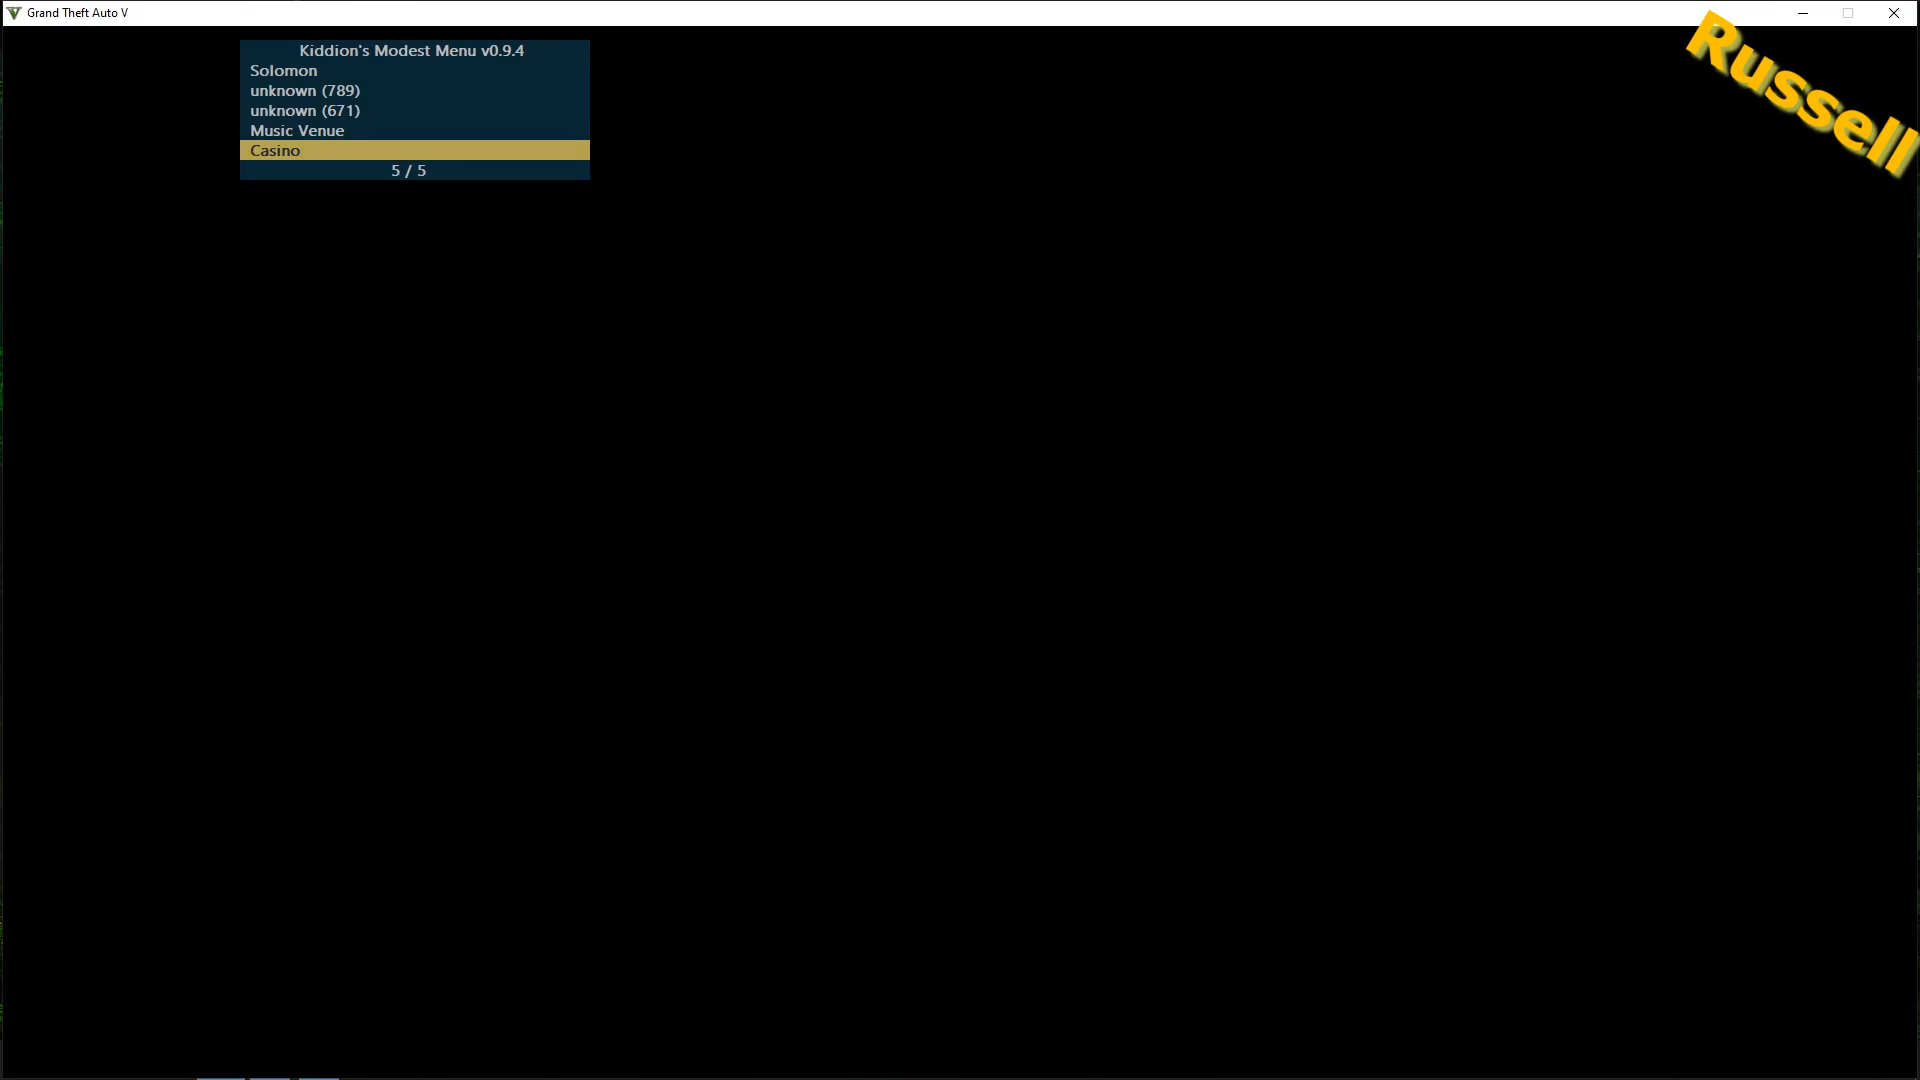 Grand Theft Auto V
Russell
Kiddion's Modest Menu v0.9.4
Solomon
unknown (789)
unknown (671)
Music Venue
Casino
5 / 5